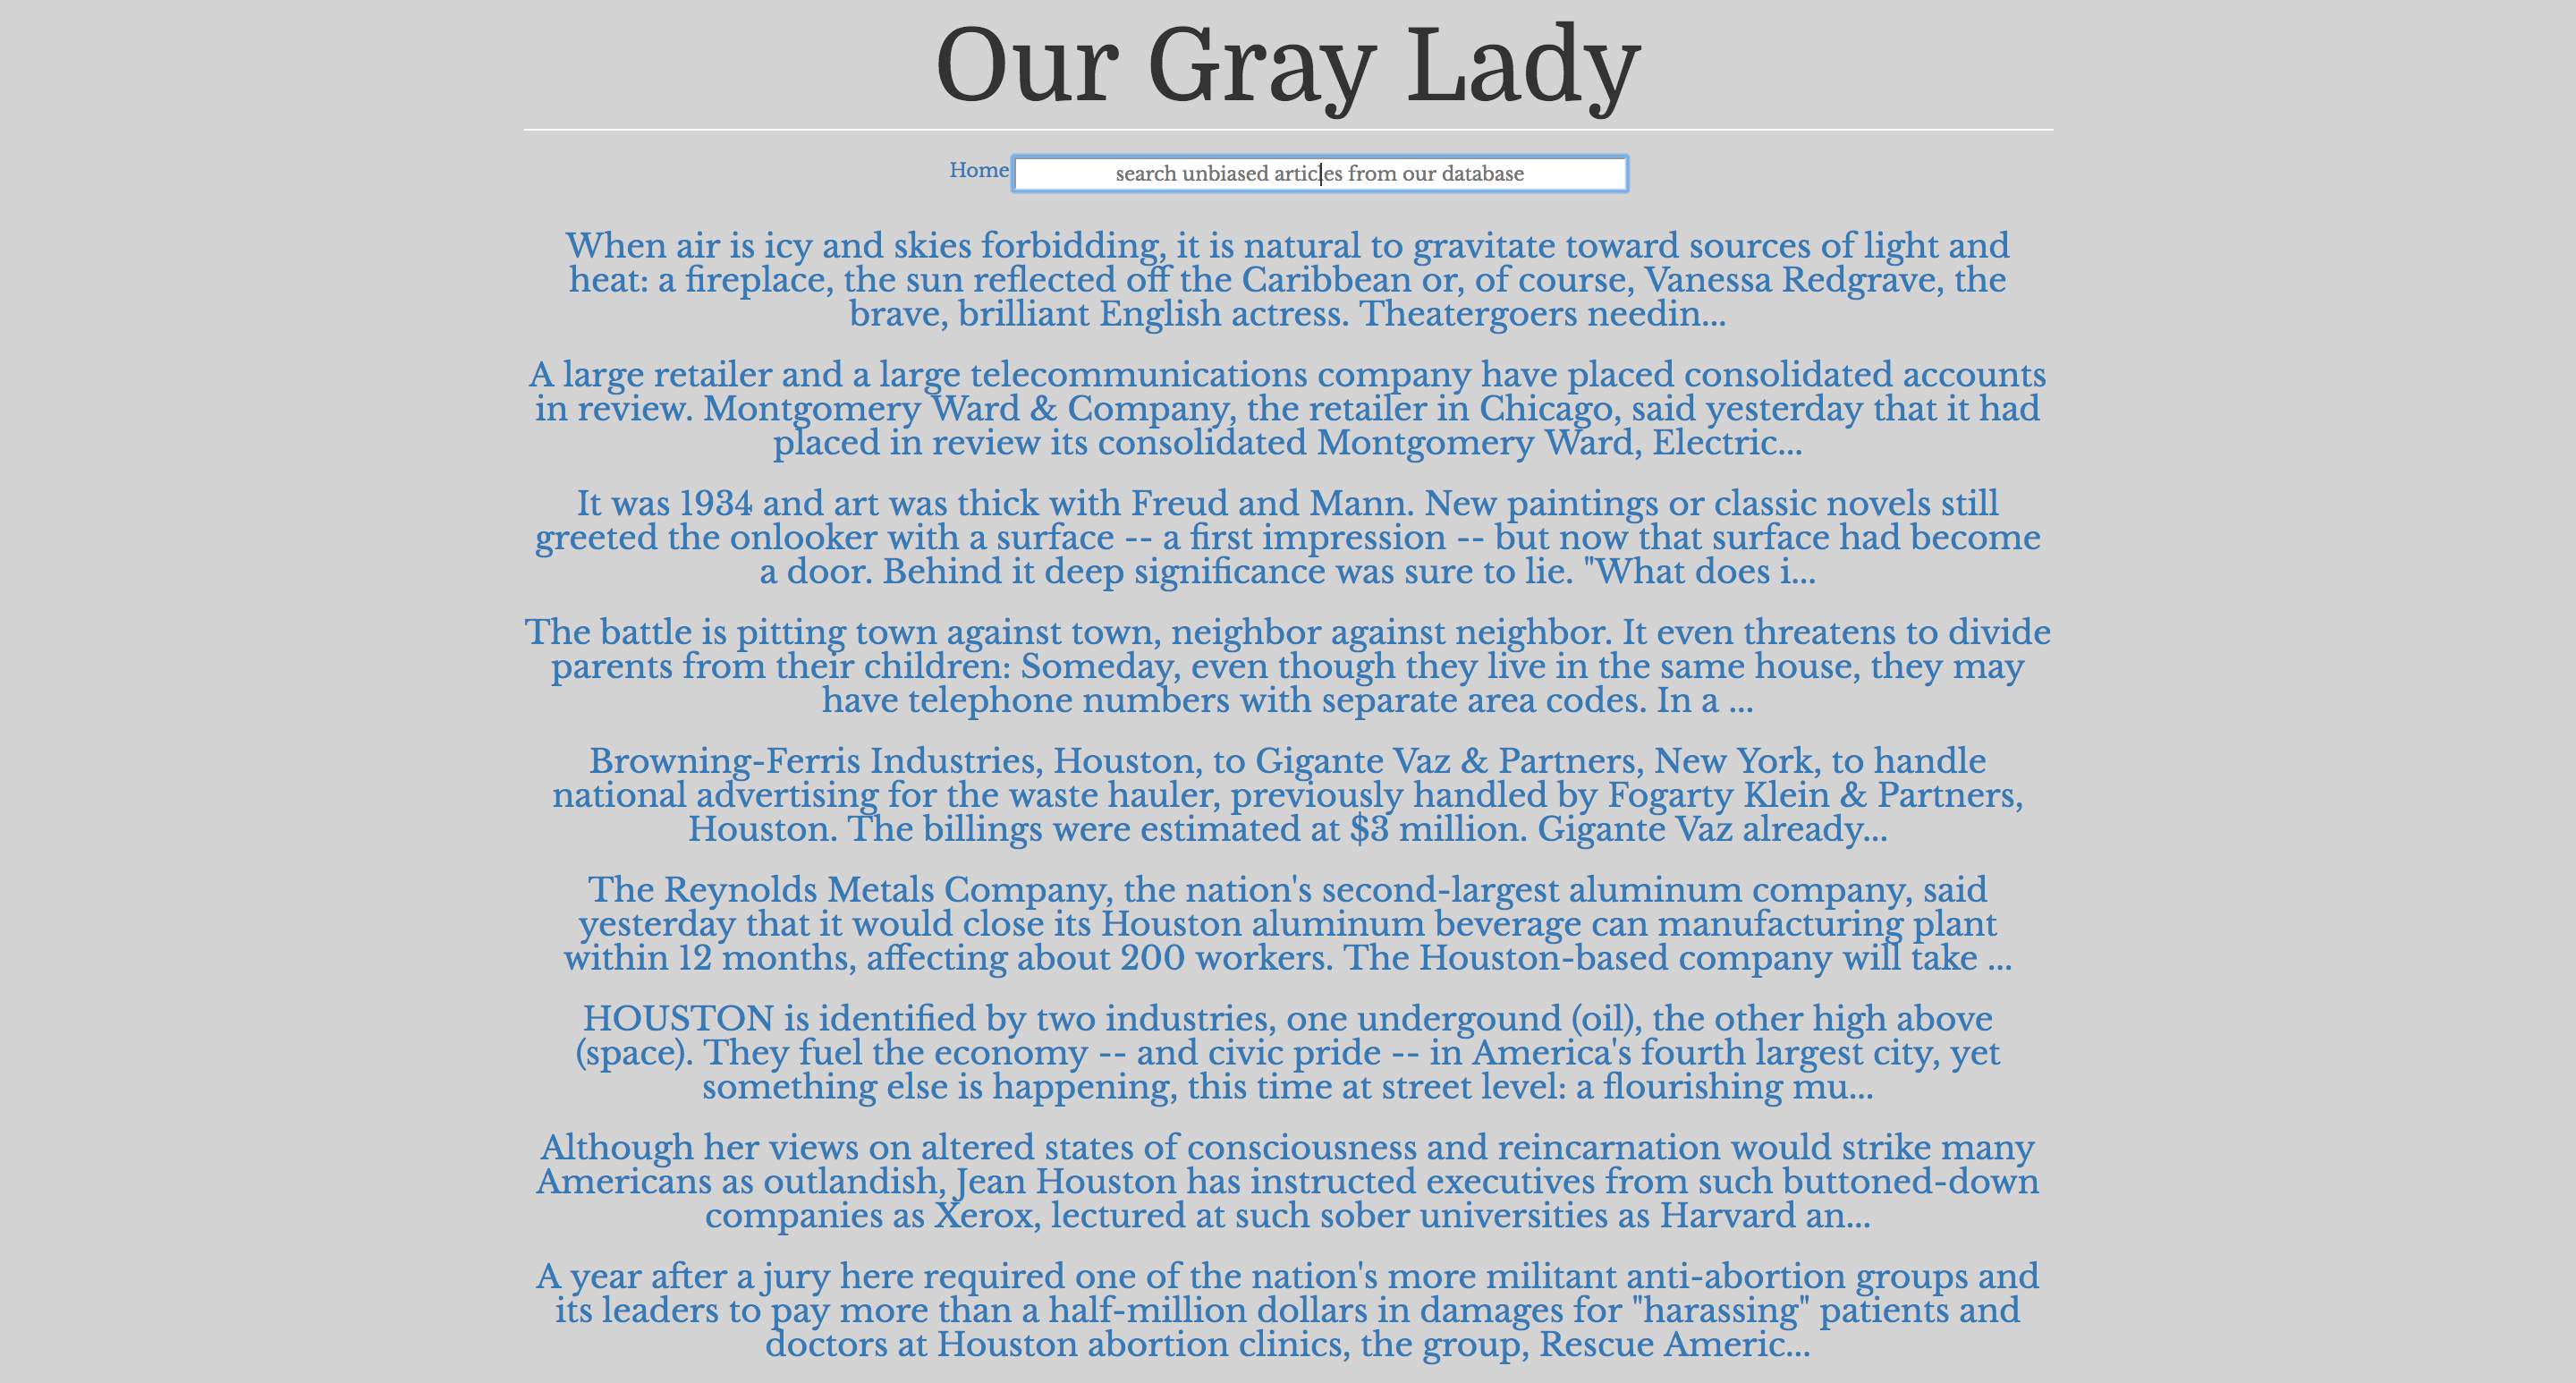 Our Gray Lady
Home
search unbiased articles from our database
When air is icy and skies forbidding, it is natural to gravitate toward sources of light and
heat: a fireplace, the sun reflected off the Caribbean or, of course, Vanessa Redgrave, the
brave, brilliant English actress. Theatergoers needin...
A large retailer and a large telecommunications company have placed consolidated accounts
in review. Montgomery Ward & Company, the retailer in Chicago, said yesterday that it had
placed in review its consolidated Montgomery Ward, Electric...
It was 1934 and art was thick with Freud and Mann. New paintings or classic novels still
greeted the onlooker with a surface -- a first impression -- but now that surface had become
a door. Behind it deep significance was sure to lie. "What does i...
The battle is pitting town against town, neighbor against neighbor. It even threatens to divide
parents from their children: Someday, even though they live in the same house, they may
have telephone numbers with separate area codes. In a ...
Browning-Ferris Industries, Houston, to Gigante Vaz & Partners, New York, to handle
national advertising for the waste hauler, previously handled by Fogarty Klein & Partners,
Houston. The billings were estimated at $3 million. Gigante Vaz already...
The Reynolds Metals Company, the nation's second-largest aluminum company, said
yesterday that it would close its Houston aluminum beverage can manufacturing plant
within 12 months, affecting about 200 workers. The Houston-based company will take ...
HOUSTON is identified by two industries, one undergound (oil), the other high above
(space). They fuel the economy -- and civic pride -- in America's fourth largest city, yet
something else is happening, this time at street level: a flourishing mu...
Although her views on altered states of consciousness and reincarnation would strike many
Americans as outlandish, Jean Houston has instructed executives from such buttoned-down
companies as Xerox, lectured at such sober universities as Harvard an...
A year after a jury here required one of the nation's more militant anti-abortion groups and
its leaders to pay more than a half-million dollars in damages for "harassing" patients and
doctors at Houston abortion clinics, the group, Rescue Americ...